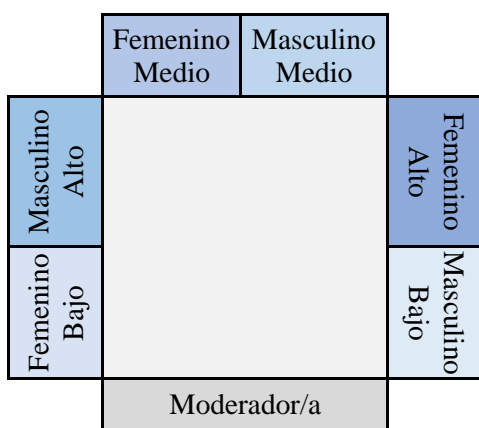 Femenino
Medio
Masculino
Medio
Masculino
Alto
Femenino
Alto
Femenino
Bajo
Masculino
Bajo
Moderador/a